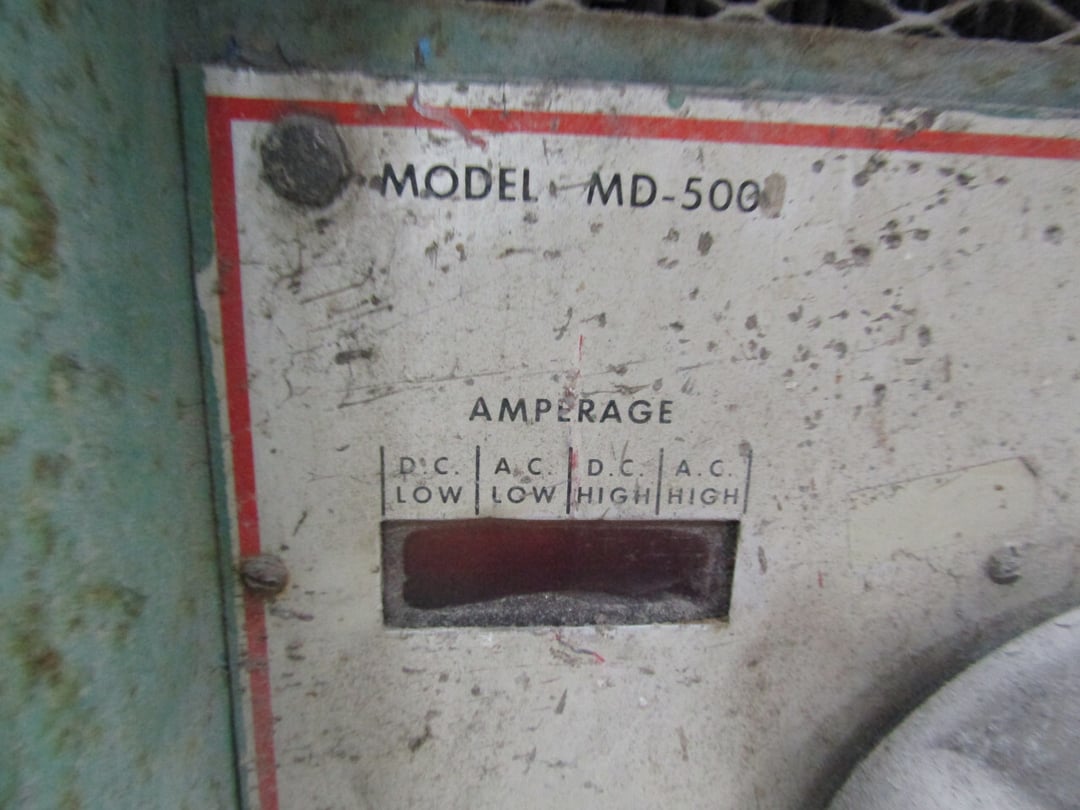 MODEL MD-500
AMPERAGE
D.C. A.C. D.C. A.C.
LOW LOW HIGH HIGH